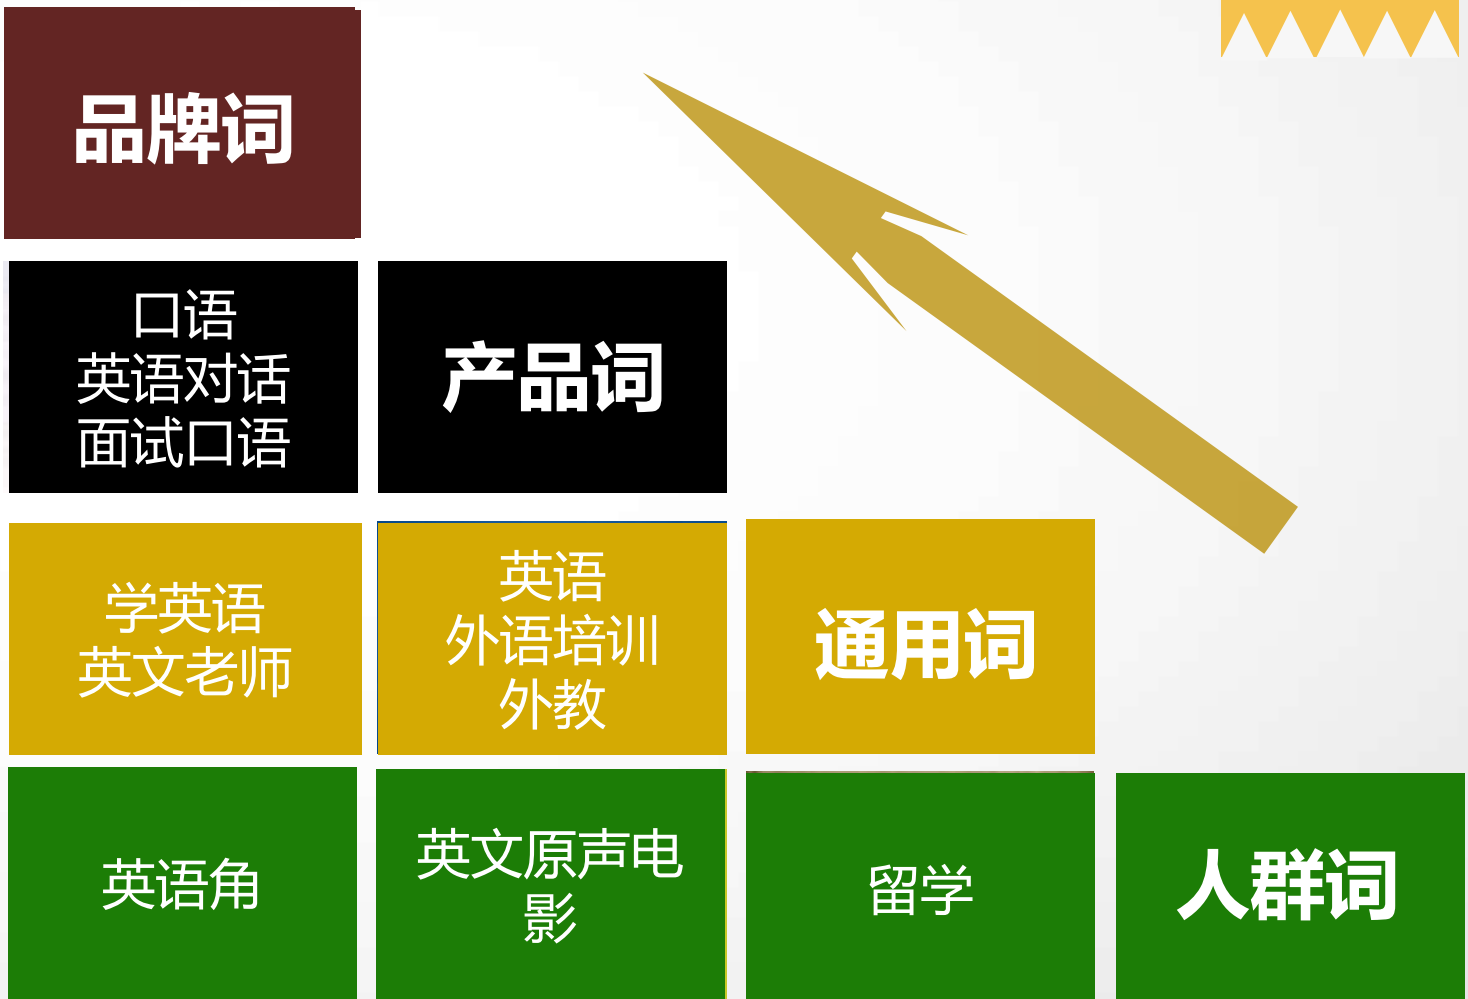 品牌词
口语
英语对话
面试口语
产品词
学英语
英文老师
英语
外语培训
外教
通用词
英语角
英文原声电
影
留学
人群词